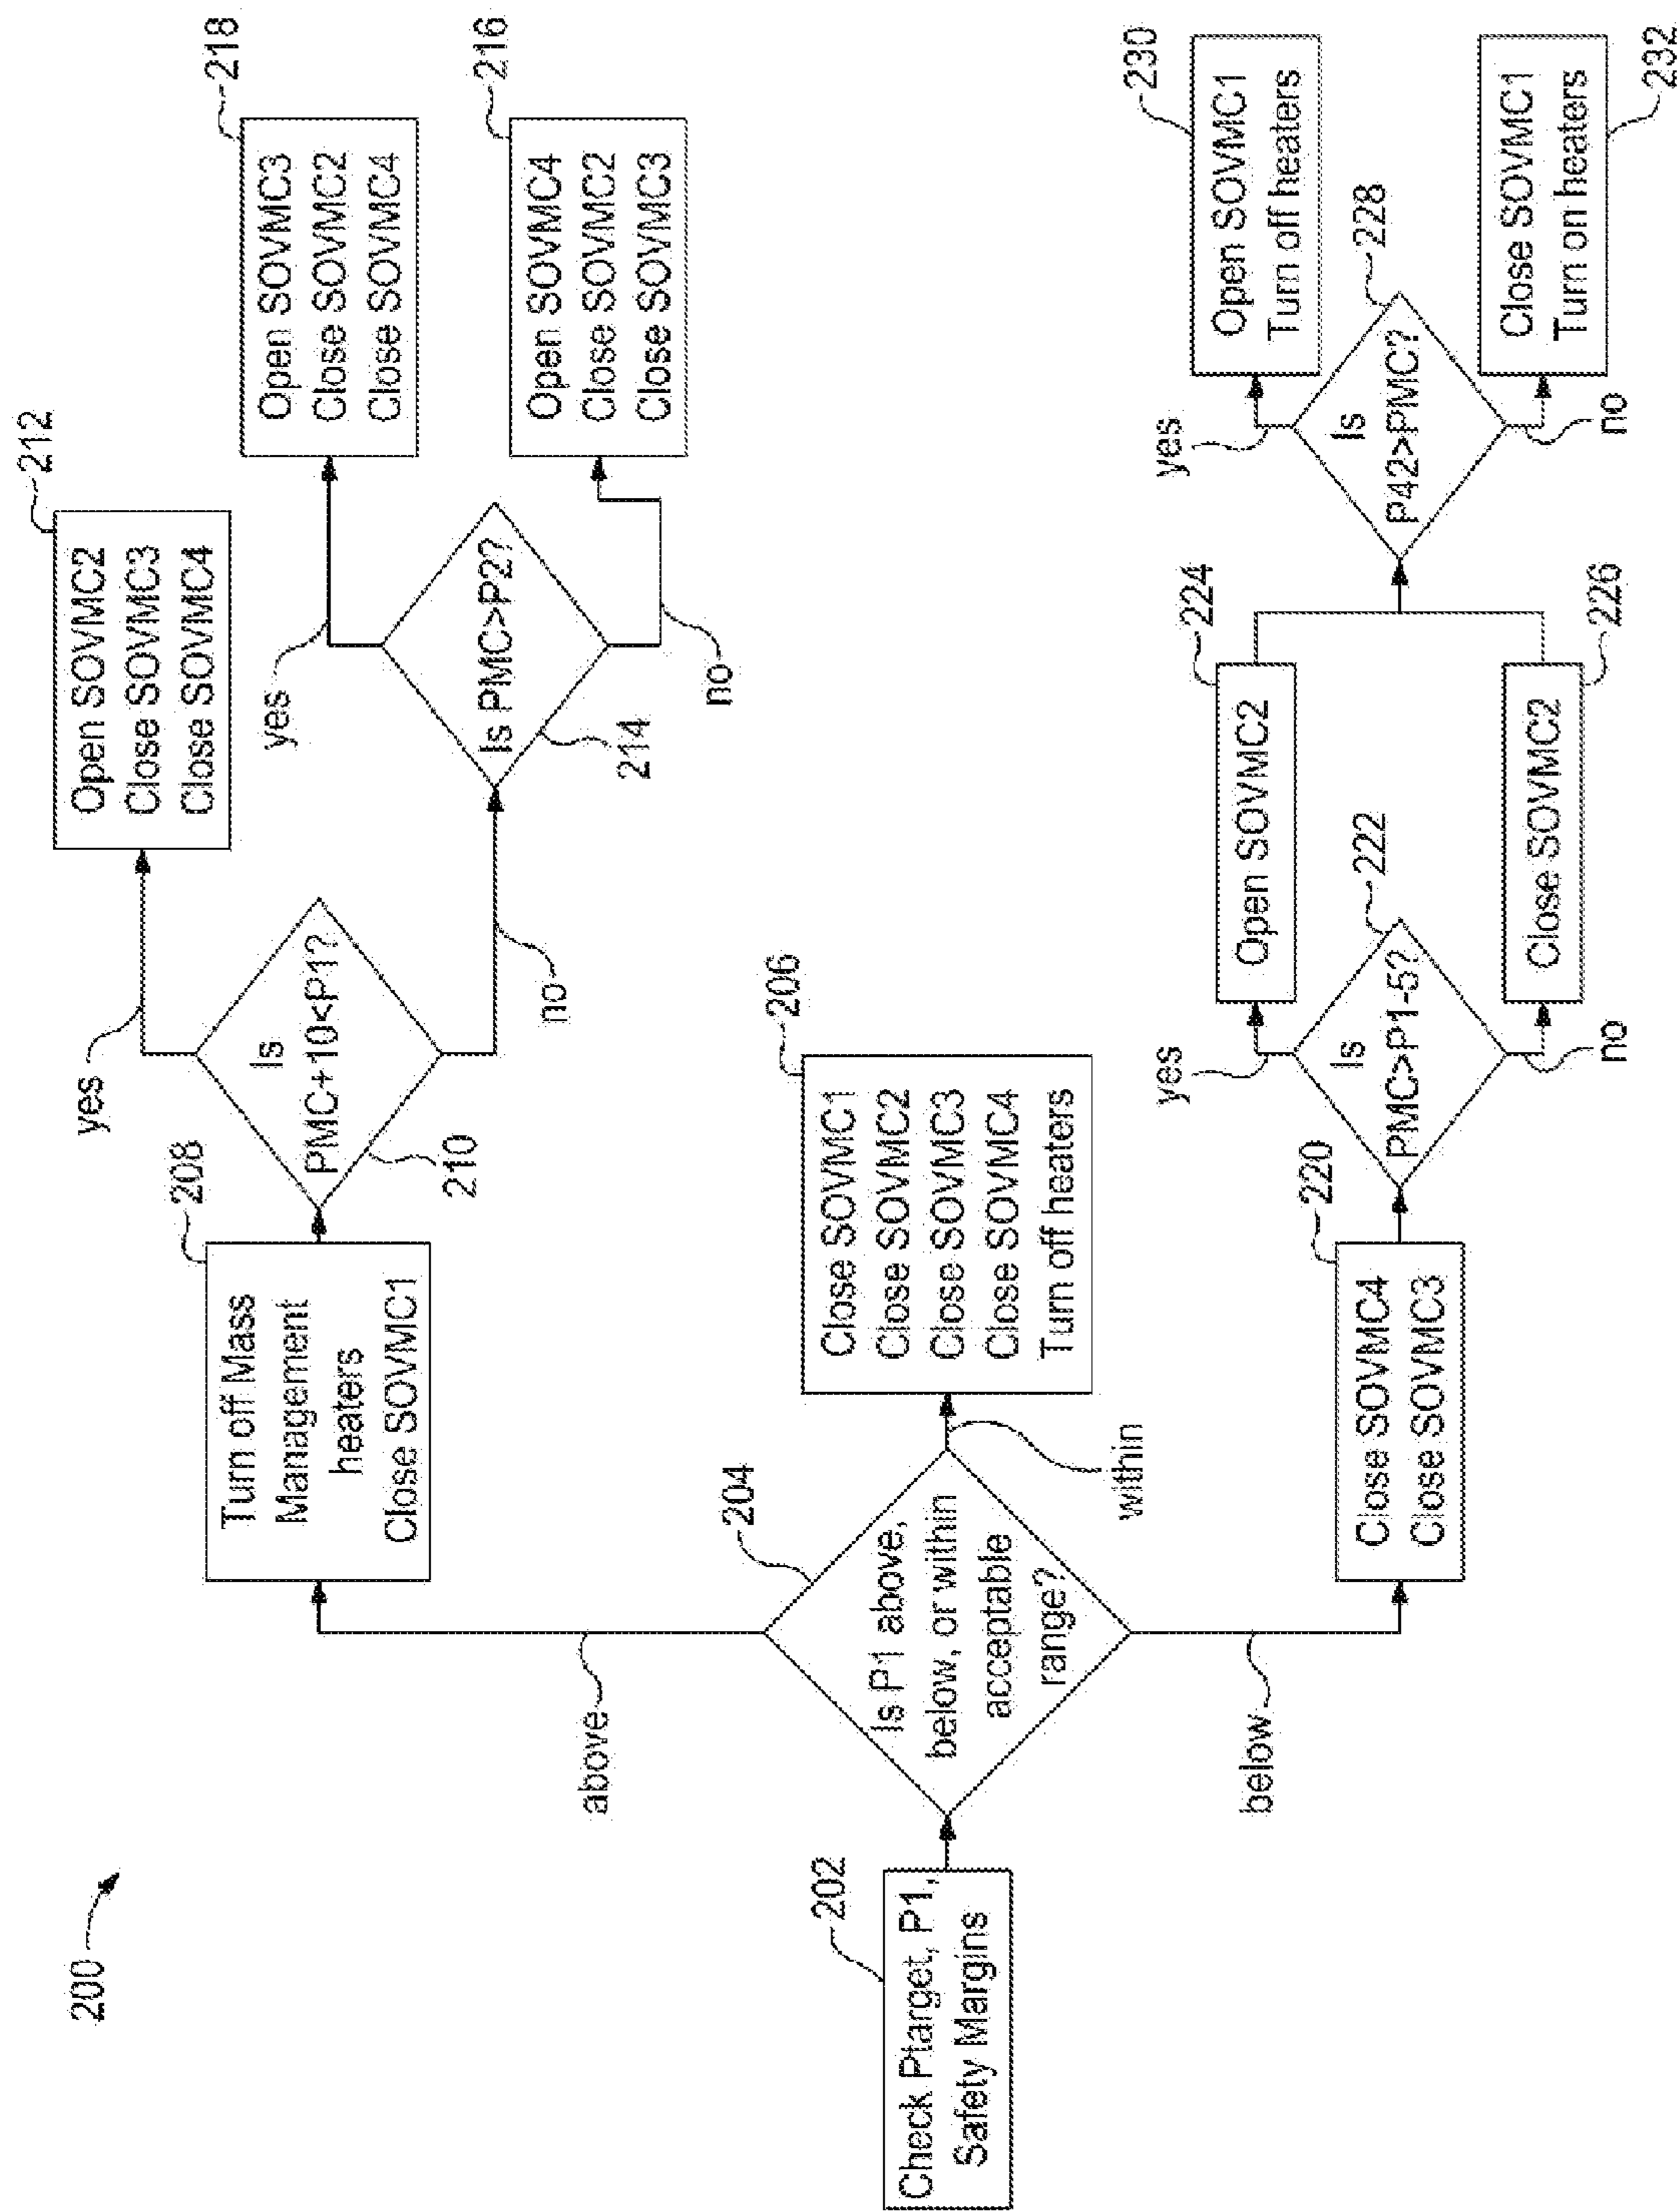 200
202
Check Ptarget, P1,
Safety Margins
204
Is P1 above,
below, or within
acceptable
range?
above
within
below
206
Close SOVMC1
Close SOVMC2
Close SOVMC3
Close SOVMC4
Turn off heaters
208
Turn off Mass
Management
heaters
Close SOVMC1
210
Is
PMC+10<P1?
yes
no
212
Open SOVMC2
Close SOVMC3
Close SOVMC4
214
Is PMC>P2?
yes
no
218
Open SOVMC3
Close SOVMC2
Close SOVMC4
216
Open SOVMC4
Close SOVMC2
Close SOVMC3
220
Close SOVMC4
Close SOVMC3
222
Is
PMC>P1-5?
yes
no
224
Open SOVMC2
226
Close SOVMC2
228
Is
P42>PMC?
yes
no
230
Open SOVMC1
Turn off heaters
232
Close SOVMC1
Turn on heaters